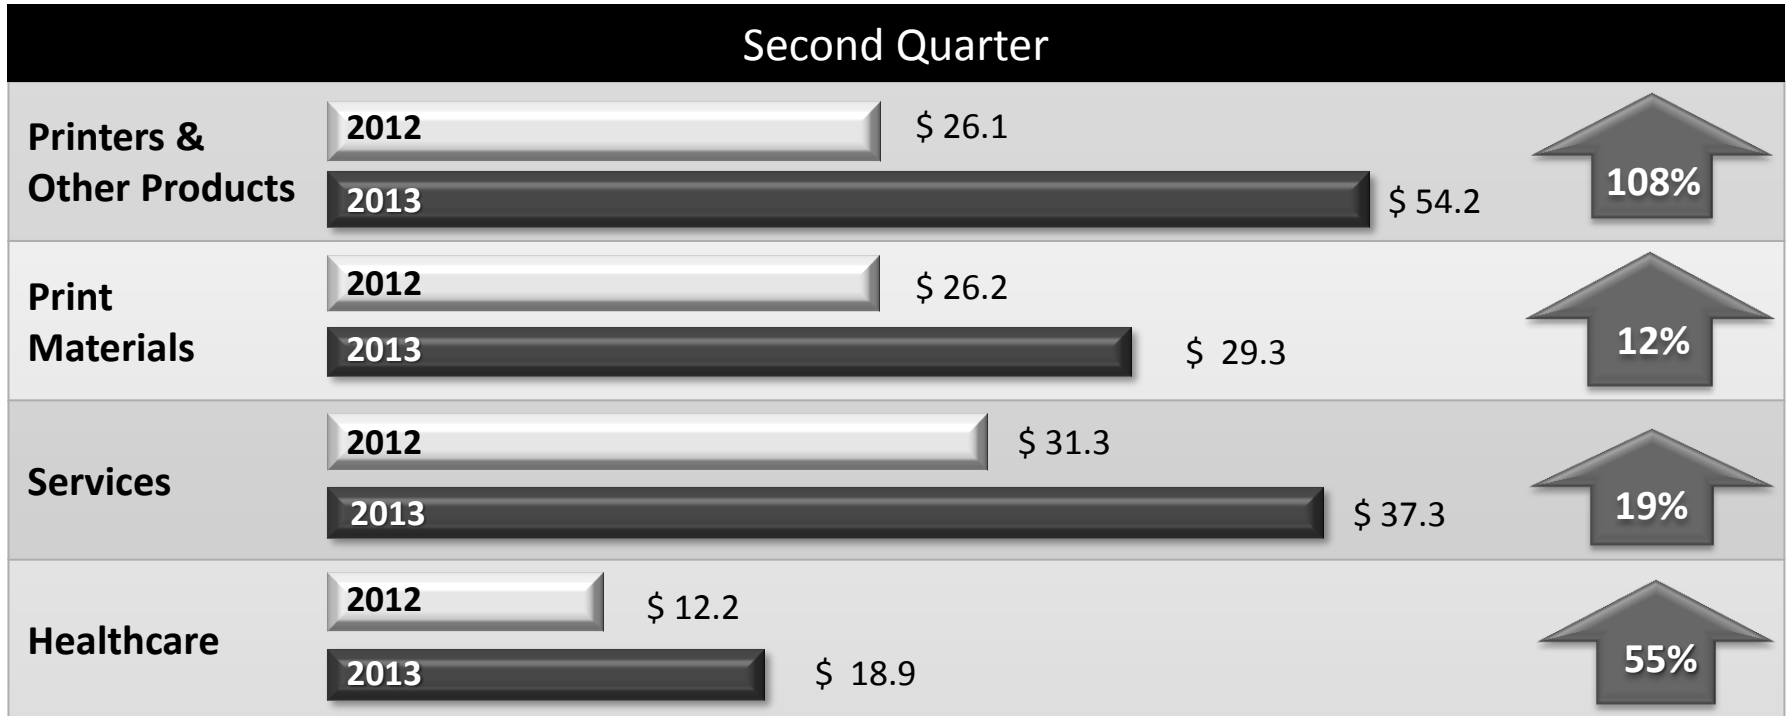 Second Quarter
Printers &
Other Products
2012
$ 26.1
2013
$ 54.2
108%
Print
Materials
2012
$ 26.2
2013
$ 29.3
12%
Services
2012
$ 31.3
2013
$ 37.3
19%
Healthcare
2012
$ 12.2
2013
$ 18.9
55%